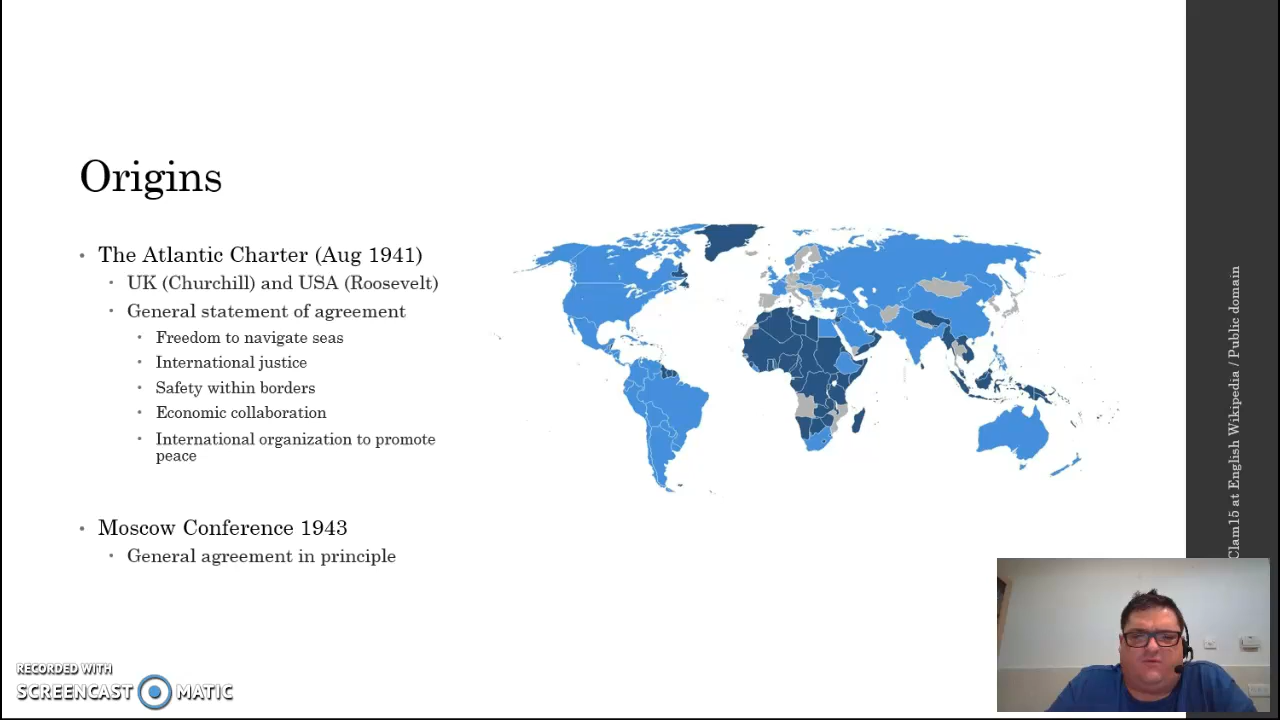 Origins
The Atlantic Charter (Aug 1941)
UK (Churchill) and USA (Roosevelt)
General statement of agreement
Freedom to navigate seas
International justice
Safety within borders
Economic collaboration
International organization to promote
peace
Moscow Conference 1943
General agreement in principle
Clam15 at English Wikipedia / Public domain
RECORDED WITH
SCREENCAST MATIC